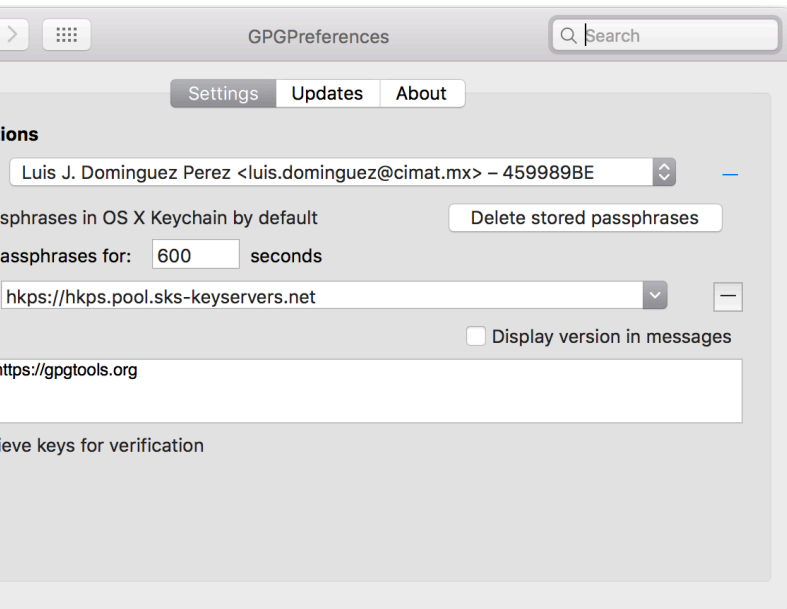 GPGPreferences
Search
Settings Updates About
ions
Luis J. Dominguez Perez <luis.dominguez@cimat.mx> – 459989BE
sphrases in OS X Keychain by default
Delete stored passphrases
assphrases for: 600 seconds
hkps://hkps.pool.sks-keyservers.net
Display version in messages
ttps://gpgtools.org
ieve keys for verification